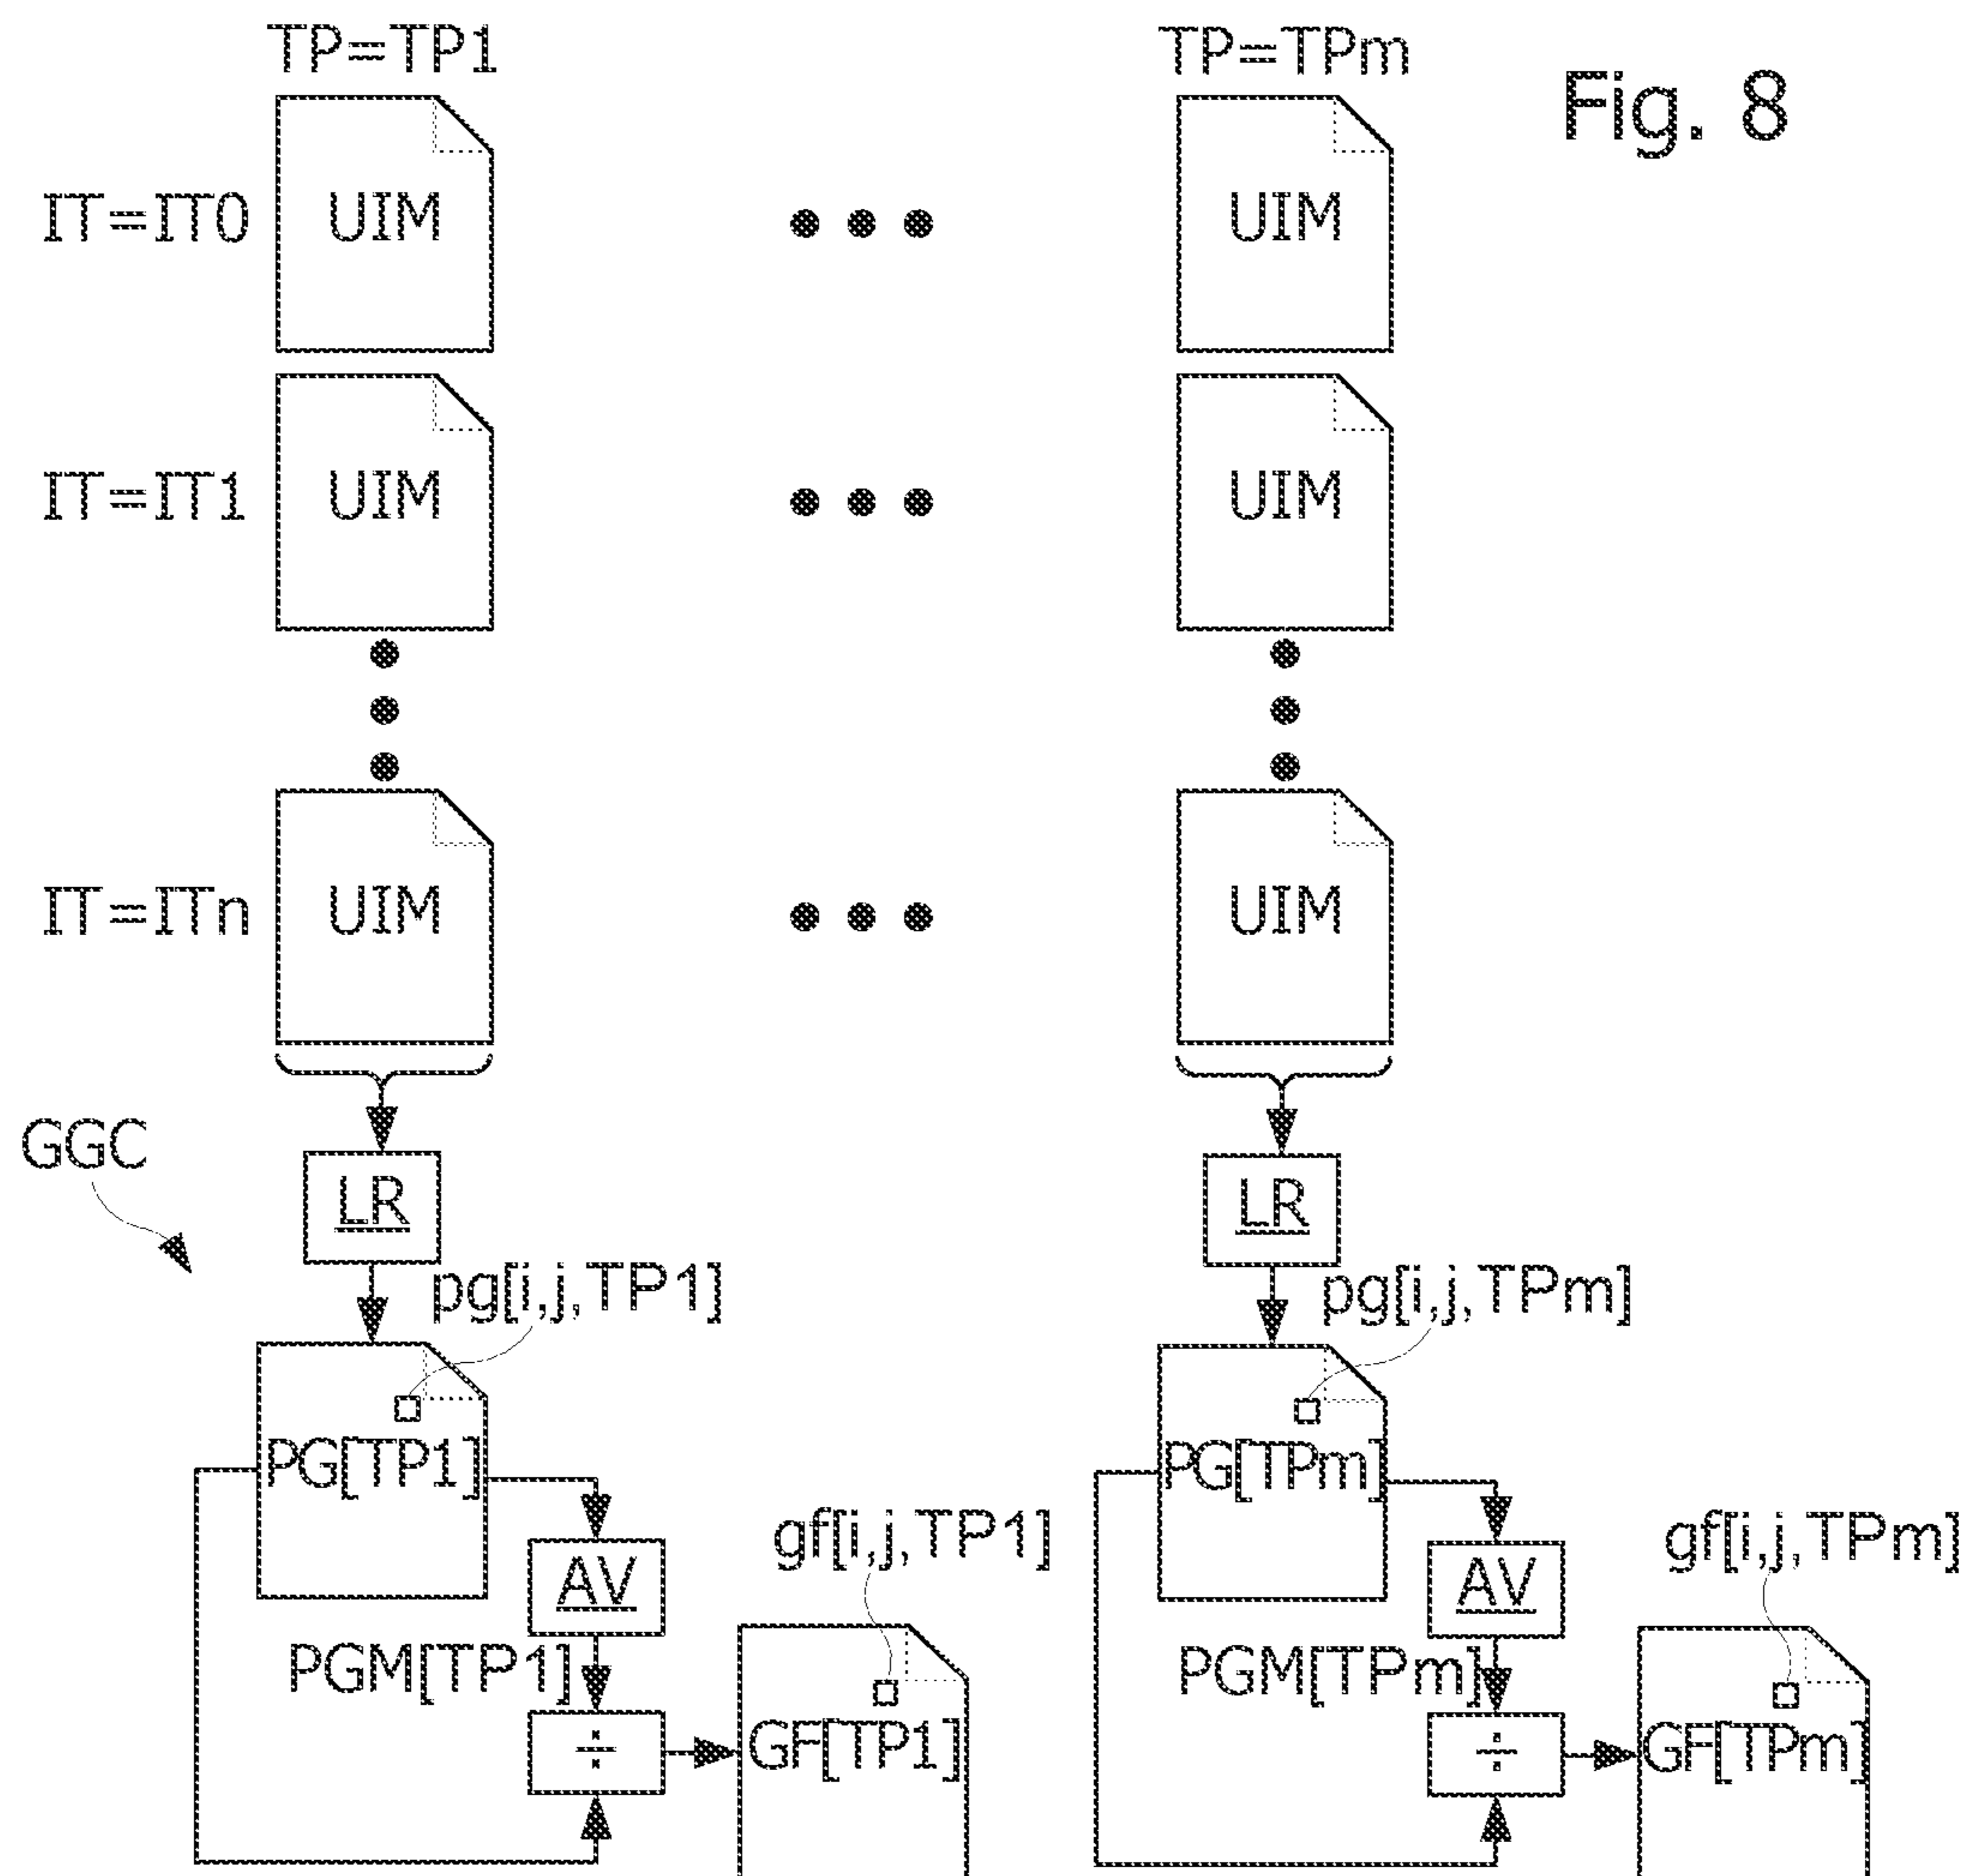 TP=TP1 TP=TPm
Fig. 8
IT=IT0 UIM UIM
IT=IT1 UIM UIM
IT=ITn UIM UIM
GGC
LR LR
pg[i,j,TP1] pg[i,j,TPm]
PG[TP1] PG[TPm]
gf[i,j,TP1] gf[i,j,TPm]
AV AV
PGM[TP1] PGM[TPm]
÷ GF[TP1] ÷ GF[TPm]